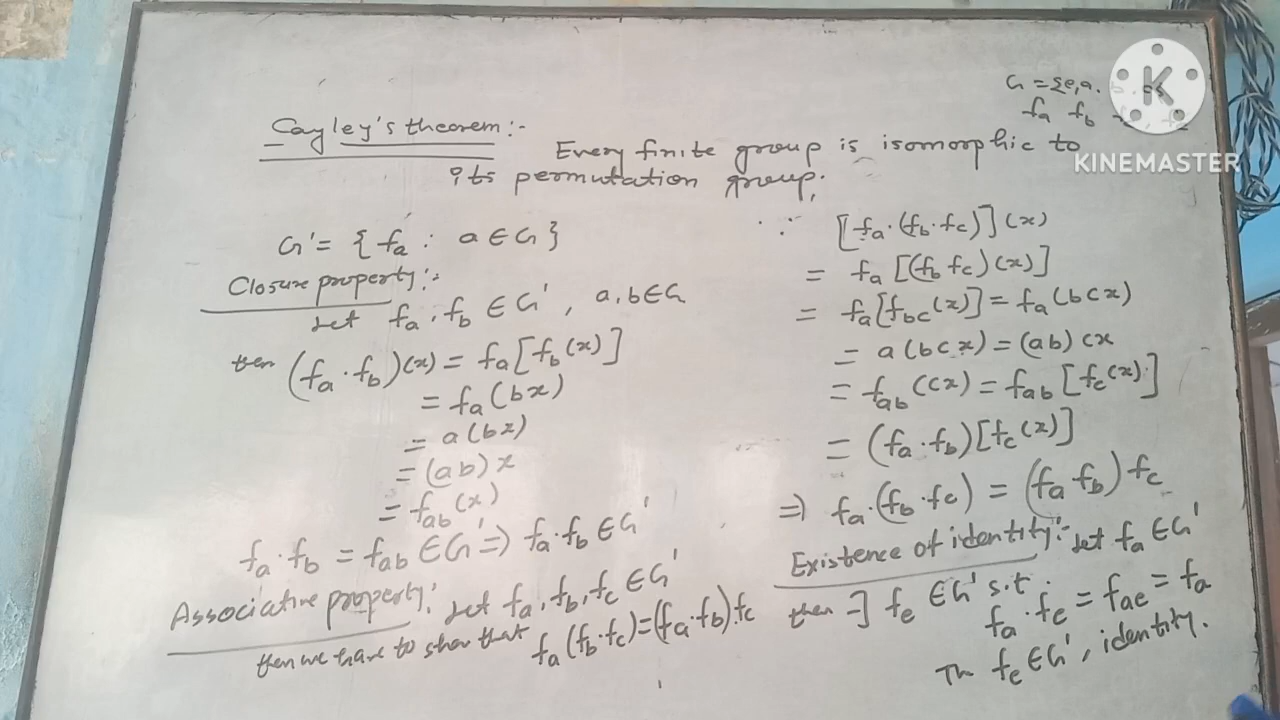 G = {e, a.
fa fb
K
KINEMASTER
Cayley's theorem:-
Every finite group is isomorphic to
its permutation group.
G' = { fa : a ∈ G }
Closure property:-
Let fa, fb ∈ G', a, b ∈ G
then (fa · fb)(x) = fa[fb(x)]
= fa(bx)
= a(bx)
= (ab)x
= fab(x)
fa · fb = fab ∈ G' => fa · fb ∈ G'
Associative property: Let fa, fb, fc ∈ G'
then we have to show that fa(fb · fc) = (fa · fb) · fc
∵ [fa · (fb · fc)](x)
= fa[(fb fc)(x)]
= fa[fbc(x)] = fa(bcx)
= a(bcx) = (ab)cx
= fab(cx) = fab[fc(x)]
= (fa · fb)[fc(x)]
=> fa · (fb · fc) = (fa fb) fc
Existence of identity:- Let fa ∈ G'
then ∃ fe ∈ G' s.t.
fa · fe = fae = fa
Th fe ∈ G', identity.